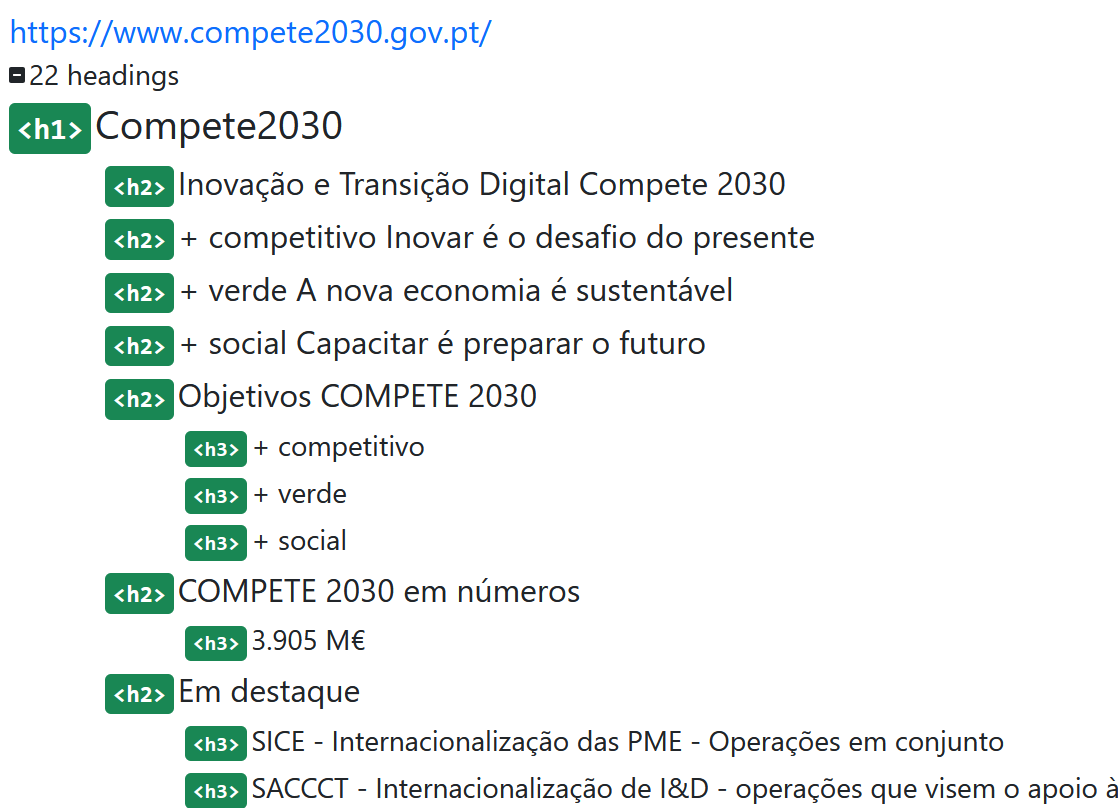 https://www.compete2030.gov.pt/
22 headings
<h1> Compete2030
<h2> Inovação e Transição Digital Compete 2030
<h2> + competitivo Inovar é o desafio do presente
<h2> + verde A nova economia é sustentável
<h2> + social Capacitar é preparar o futuro
<h2> Objetivos COMPETE 2030
<h3> + competitivo
<h3> + verde
<h3> + social
<h2> COMPETE 2030 em números
<h3> 3.905 M€
<h2> Em destaque
<h3> SICE - Internacionalização das PME - Operações em conjunto
<h3> SACCCT - Internacionalização de I&D - operações que visem o apoio à